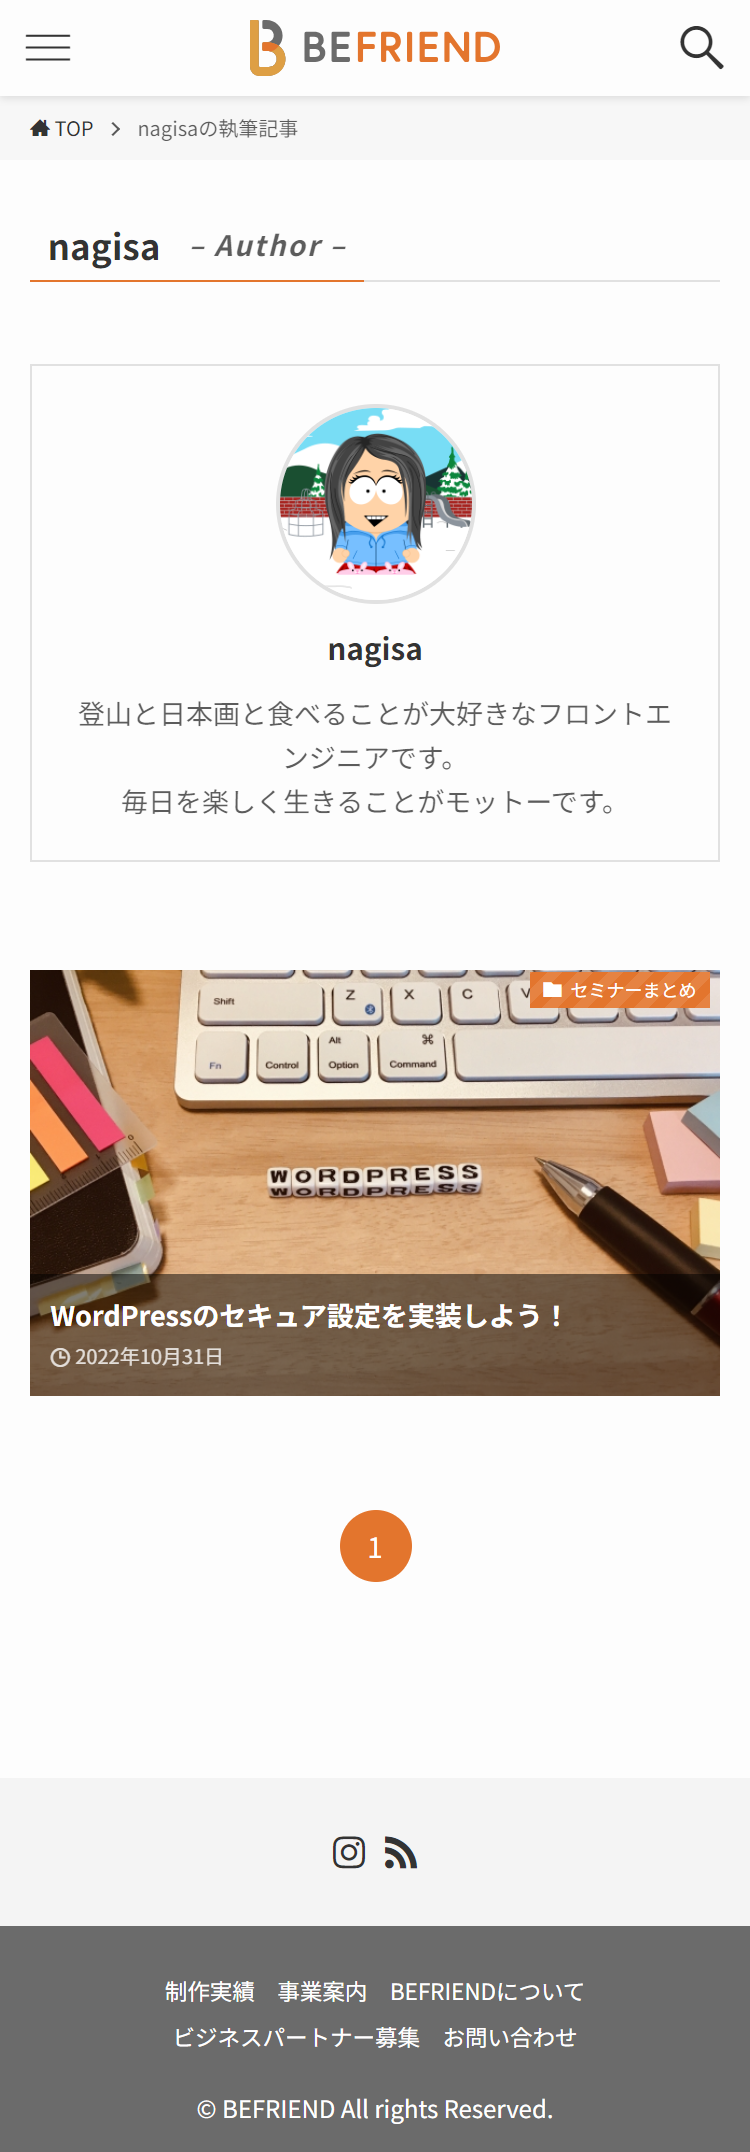 BEFRIEND
TOP > nagisaの執筆記事
nagisa – Author –
nagisa
登山と日本画と食べることが大好きなフロントエ
ンジニアです。
毎日を楽しく生きることがモットーです。
セミナーまとめ
Shift Z X C V
Fn Control Alt Option ⌘ Command
WORDPRESS
WordPressのセキュア設定を実装しよう！
2022年10月31日
1
制作実績 事業案内 BEFRIENDについて
ビジネスパートナー募集 お問い合わせ
© BEFRIEND All rights Reserved.